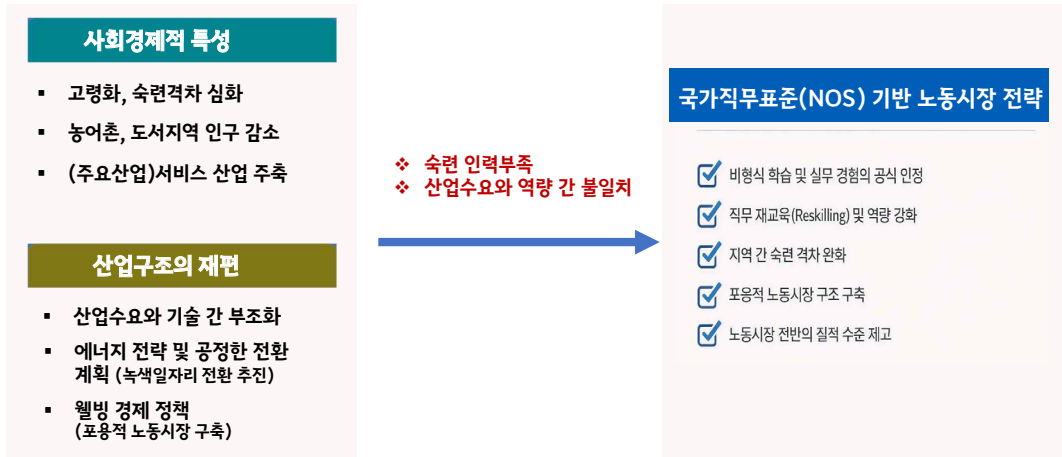 사회경제적 특성
▪ 고령화, 숙련격차 심화
▪ 농어촌, 도서지역 인구 감소
▪ (주요산업)서비스 산업 주축
산업구조의 재편
▪ 산업수요와 기술 간 부조화
▪ 에너지 전략 및 공정한 전환
계획 (녹색일자리 전환 추진)
▪ 웰빙 경제 정책
(포용적 노동시장 구축)
❖ 숙련 인력부족
❖ 산업수요와 역량 간 불일치
국가직무표준(NOS) 기반 노동시장 전략
비형식 학습 및 실무 경험의 공식 인정
직무 재교육(Reskilling) 및 역량 강화
지역 간 숙련 격차 완화
포용적 노동시장 구조 구축
노동시장 전반의 질적 수준 제고